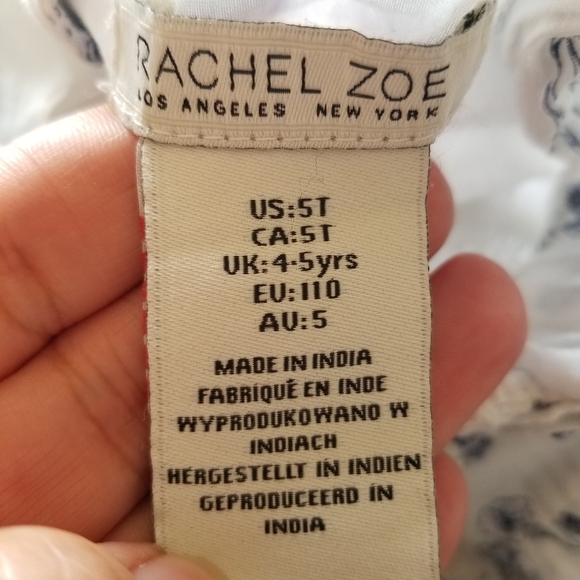 RACHEL ZOE
LOS ANGELES NEW YORK
US:5T
CA:5T
UK:4-5yrs
EU:110
AU:5
MADE IN INDIA
FABRIQUÉ EN INDE
WYPRODUKOWANO W
INDIACH
HERGESTELLT IN INDIEN
GEPRODUCEERD IN
INDIA